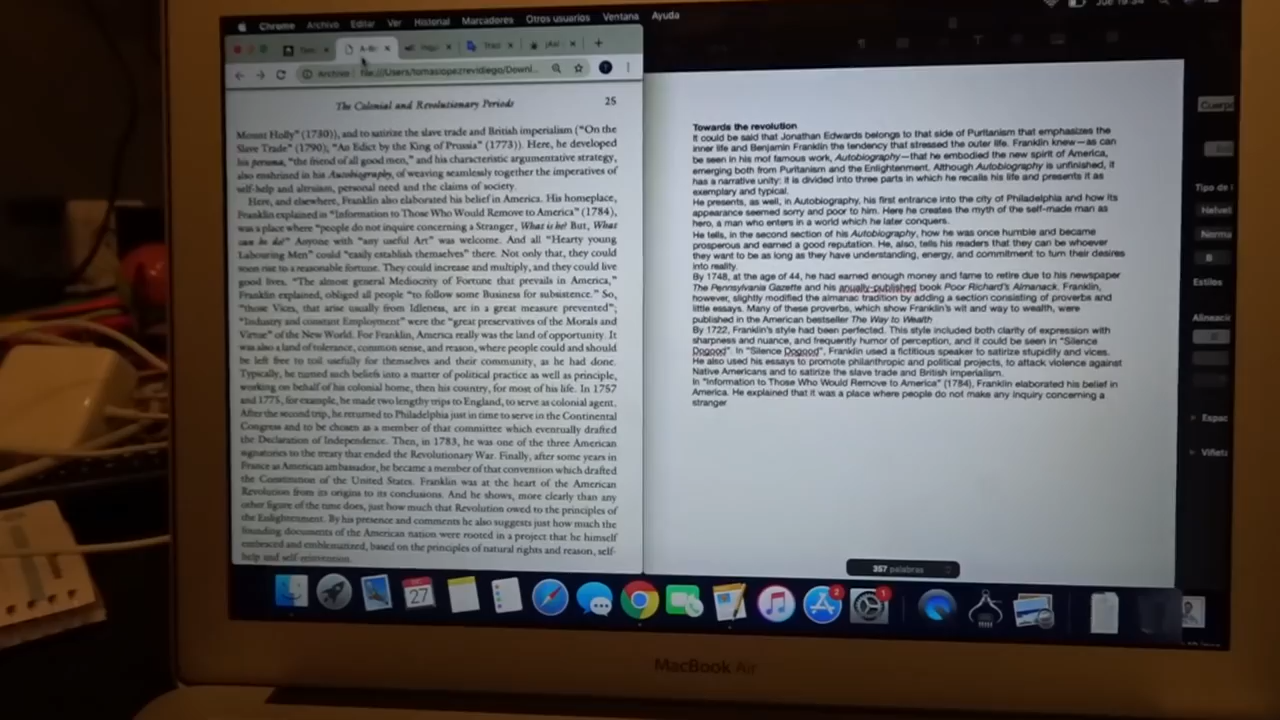 Chrome Archivo Editar Ver Historial Marcadores Otros usuarios Ventana Ayuda
Archivo file:///Users/tomaslopezrevidiego/Downl...
The Colonial and Revolutionary Periods 25
Mount Holly" (1730)), and to satirize the slave trade and British imperialism ("On the
Slave Trade" (1790); "An Edict by the King of Prussia" (1773)). Here, he developed
his persona, "the friend of all good men," and his characteristic argumentative strategy,
also enshrined in his Autobiography, of weaving seamlessly together the imperatives of
self-help and altruism, personal need and the claims of society.
Here, and elsewhere, Franklin also elaborated his belief in America. His homeplace,
Franklin explained in "Information to Those Who Would Remove to America" (1784),
was a place where "people do not inquire concerning a Stranger, What is he? But, What
can he do?" Anyone with "any useful Art" was welcome. And all "Hearty young
Labouring Men" could "easily establish themselves" there. Not only that, they could
soon rise to a reasonable fortune. They could increase and multiply, and they could live
good lives. "The almost general Mediocrity of Fortune that prevails in America,"
Franklin explained, obliged all people "to follow some Business for subsistence." So,
"those Vices, that arise usually from Idleness, are in a great measure prevented";
"Industry and constant Employment" were the "great preservatives of the Morals and
Virtue" of the New World. For Franklin, America really was the land of opportunity. It
was also a land of tolerance, common sense, and reason, where people could and should
be left free to toil usefully for themselves and their community, as he had done.
Typically, he turned such beliefs into a matter of political practice as well as principle,
working on behalf of his colonial home, then his country, for most of his life. In 1757
and 1775, for example, he made two lengthy trips to England, to serve as colonial agent.
After the second trip, he returned to Philadelphia just in time to serve in the Continental
Congress and to be chosen as a member of that committee which eventually drafted
the Declaration of Independence. Then, in 1783, he was one of the three American
signatories to the treaty that ended the Revolutionary War. Finally, after some years in
France as American ambassador, he became a member of that convention which drafted
the Constitution of the United States. Franklin was at the heart of the American
Revolution from its origins to its conclusions. And he shows, more clearly than any
other figure of the time does, just how much that Revolution owed to the principles of
the Enlightenment. By his presence and comments he also suggests just how much the
founding documents of the American nation were rooted in a project that he himself
embraced and emblematized, based on the principles of natural rights and reason, self-
help and self-reinvention.
Towards the revolution
It could be said that Jonathan Edwards belongs to that side of Puritanism that emphasizes the
inner life and Benjamin Franklin the tendency that stressed the outer life. Franklin knew—as can
be seen in his mof famous work, Autobiography—that he embodied the new spirit of America,
emerging both from Puritanism and the Enlightenment. Although Autobiography is unfinished, it
has a narrative unity: it is divided into three parts in which he recalls his life and presents it as
exemplary and typical.
He presents, as well, in Autobiography, his first entrance into the city of Philadelphia and how its
appearance seemed sorry and poor to him. Here he creates the myth of the self-made man as
hero, a man who enters in a world which he later conquers.
He tells, in the second section of his Autobiography, how he was once humble and became
prosperous and earned a good reputation. He, also, tells his readers that they can be whoever
they want to be as long as they have understanding, energy, and commitment to turn their desires
into reality.
By 1748, at the age of 44, he had earned enough money and fame to retire due to his newspaper
The Pennsylvania Gazette and his anually-published book Poor Richard's Almanack. Franklin,
however, slightly modified the almanac tradition by adding a section consisting of proverbs and
little essays. Many of these proverbs, which show Franklin's wit and way to wealth, were
published in the American bestseller The Way to Wealth
By 1722, Franklin's style had been perfected. This style included both clarity of expression with
sharpness and nuance, and frequently humor of perception, and it could be seen in "Silence
Dogood". In "Silence Dogood", Franklin used a fictitious speaker to satirize stupidity and vices.
He also used his essays to promote philanthropic and political projects, to attack violence against
Native Americans and to satirize the slave trade and British imperialism.
In "Information to Those Who Would Remove to America" (1784), Franklin elaborated his belief in
America. He explained that it was a place where people do not make any inquiry concerning a
stranger
357 palabras
Cuerpo
Tipo de l
Helvet
Norma
B
Estilos
Alineació
Espac
Viñeta
27
2
1
MacBook Air